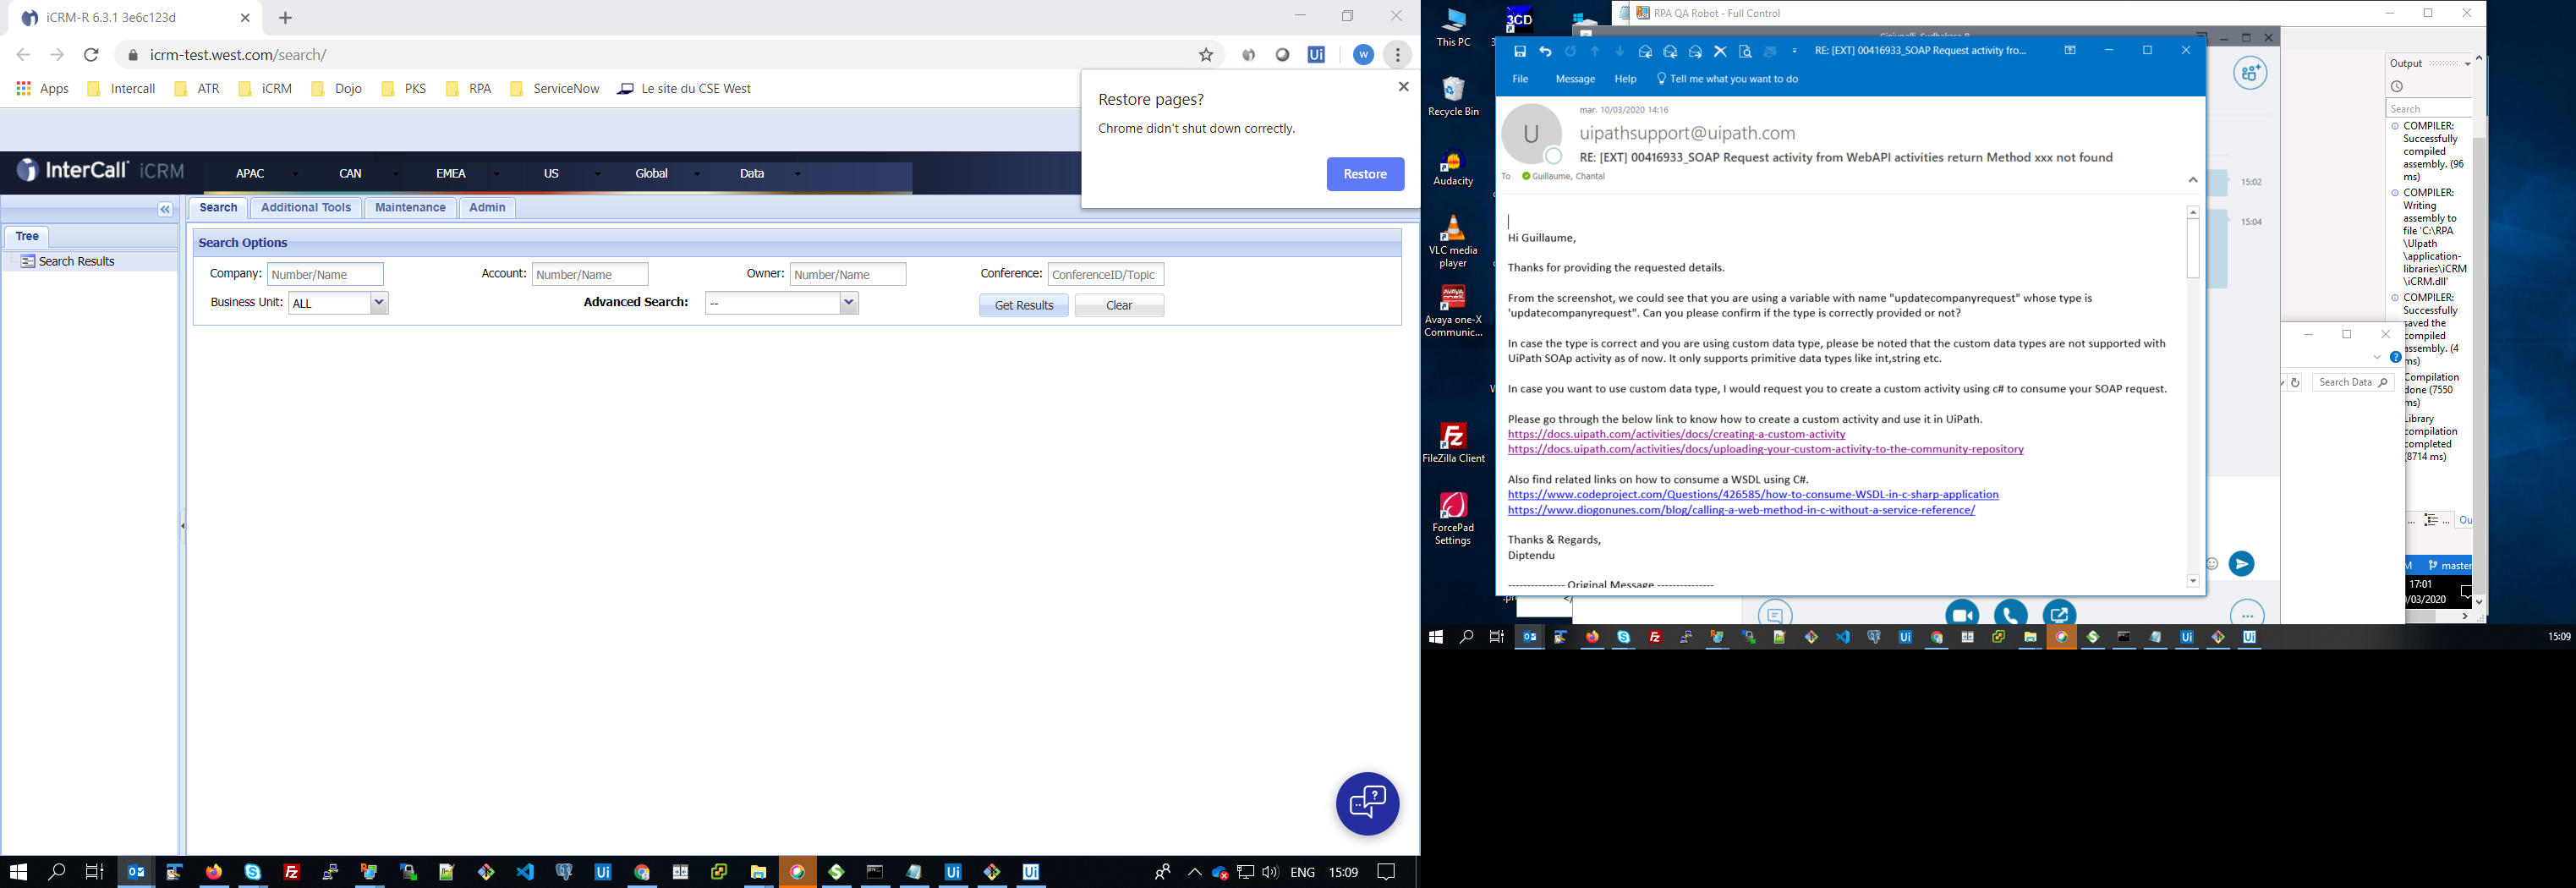 iCRM-R 6.3.1 3e6c123d
icrm-test.west.com/search/
Ui
W
Apps Intercall ATR iCRM Dojo PKS RPA ServiceNow Le site du CSE West
Restore pages?
Chrome didn't shut down correctly.
Restore
InterCall iCRM APAC CAN EMEA US Global Data
Search Additional Tools Maintenance Admin
Tree
Search Results
Search Options
Company: Number/Name Account: Number/Name Owner: Number/Name Conference: ConferenceID/Topic
Business Unit: ALL Advanced Search: -- Get Results Clear
ENG 15:09
This PC
3CD
Recycle Bin
Audacity
VLC media
player
Avaya one-X
Communic...
FileZilla Client
ForcePad
Settings
RPA QA Robot - Full Control
RE: [EXT] 00416933_SOAP Request activity fro...
File Message Help Tell me what you want to do
U
mar. 10/03/2020 14:16
uipathsupport@uipath.com
RE: [EXT] 00416933_SOAP Request activity from WebAPI activities return Method xxx not found
To Guillaume, Chantal
Hi Guillaume,
Thanks for providing the requested details.
From the screenshot, we could see that you are using a variable with name "updatecompanyrequest" whose type is
'updatecompanyrequest". Can you please confirm if the type is correctly provided or not?
In case the type is correct and you are using custom data type, please be noted that the custom data types are not supported with
UiPath SOAp activity as of now. It only supports primitive data types like int,string etc.
In case you want to use custom data type, I would request you to create a custom activity using c# to consume your SOAP request.
Please go through the below link to know how to create a custom activity and use it in UiPath.
https://docs.uipath.com/activities/docs/creating-a-custom-activity
https://docs.uipath.com/activities/docs/uploading-your-custom-activity-to-the-community-repository
Also find related links on how to consume a WSDL using C#.
https://www.codeproject.com/Questions/426585/how-to-consume-WSDL-in-c-sharp-application
https://www.diogonunes.com/blog/calling-a-web-method-in-c-without-a-service-reference/
Thanks & Regards,
Diptendu
--------------- Original Message ---------------
15:02
15:04
Output
Search
COMPILER:
Successfully
compiled
assembly. (96
ms)
COMPILER:
Writing
assembly to
file 'C:\RPA
\UIpath
\application-
libraries\iCRM
\iCRM.dll'
COMPILER:
Successfully
saved the
compiled
assembly. (4
ms)
Compilation
done (7550
ms)
Library
compilation
completed
(8714 ms)
Search Data
Ou
master
17:01
/03/2020
15:09